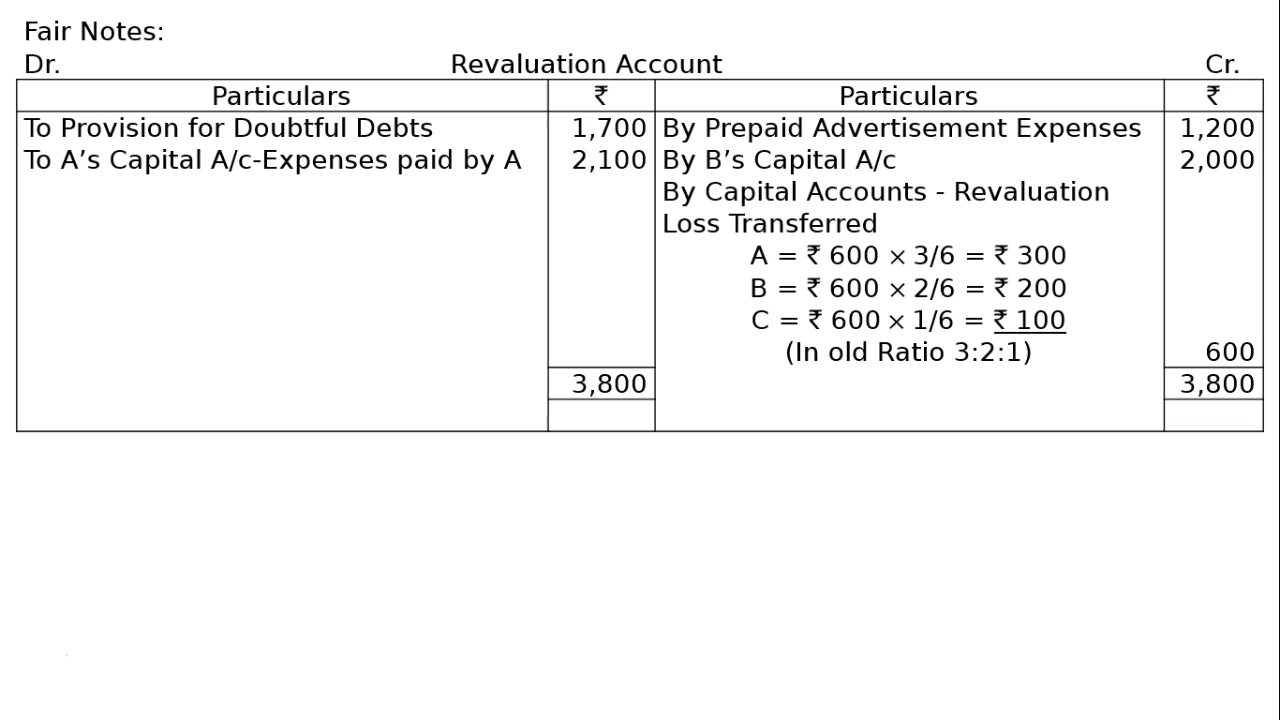 Fair Notes:
Dr. Revaluation Account Cr.
Particulars ₹ Particulars ₹
To Provision for Doubtful Debts 1,700 By Prepaid Advertisement Expenses 1,200
To A’s Capital A/c-Expenses paid by A 2,100 By B’s Capital A/c 2,000
By Capital Accounts - Revaluation
Loss Transferred
A = ₹ 600 × 3/6 = ₹ 300
B = ₹ 600 × 2/6 = ₹ 200
C = ₹ 600 × 1/6 = ₹ 100
(In old Ratio 3:2:1) 600
3,800 3,800